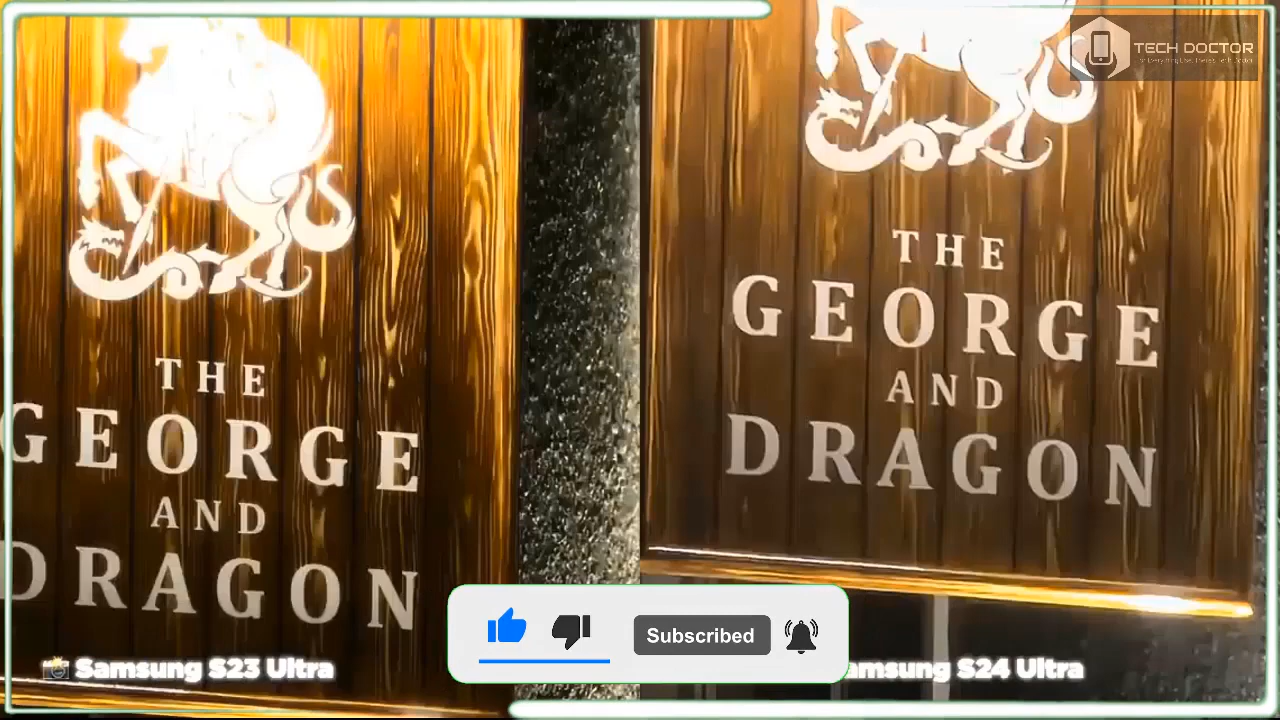 TECH DOCTOR
THE
GEORGE
AND
DRAGON
THE
GEORGE
AND
DRAGON
Subscribed
Samsung S23 Ultra
amsung S24 Ultra